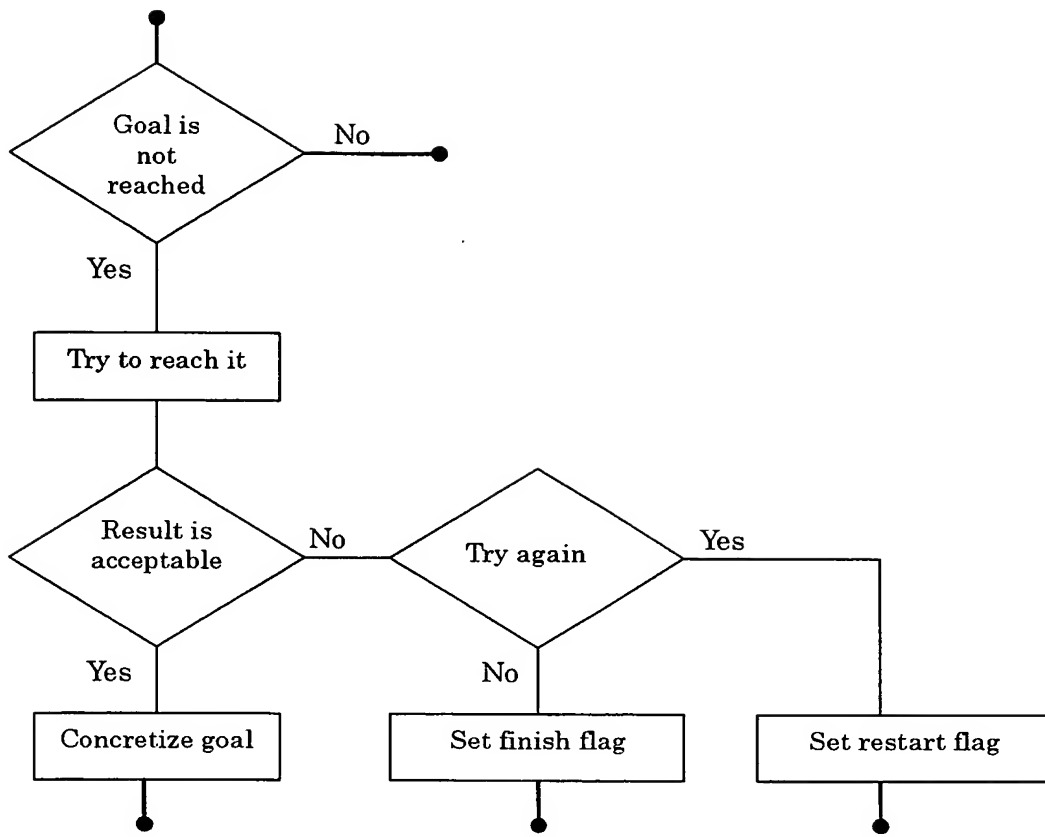 Goal is
not
reached
No
Yes
Try to reach it
Result is
acceptable
No
Try again
Yes
Yes
No
Concretize goal
Set finish flag
Set restart flag